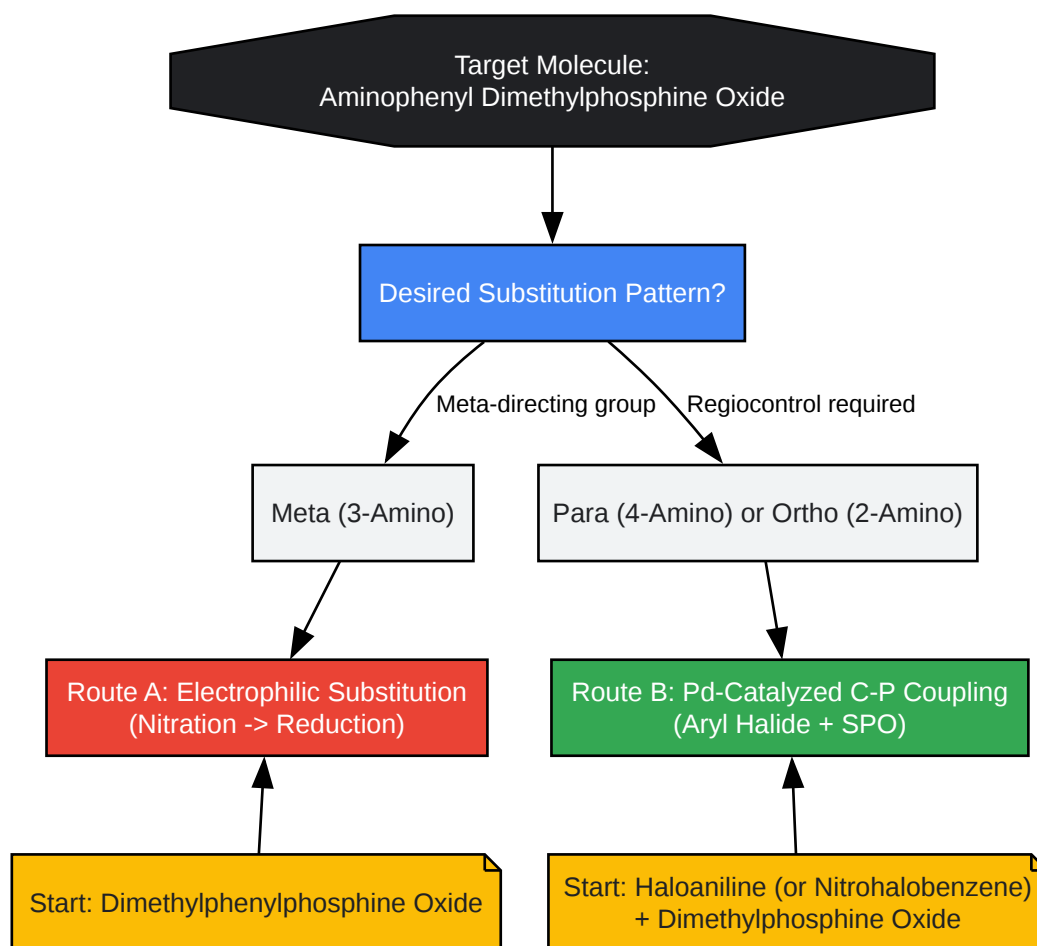 Target Molecule:
Aminophenyl Dimethylphosphine Oxide
Desired Substitution Pattern?
Meta-directing group
Regiocontrol required
Meta (3-Amino)
Para (4-Amino) or Ortho (2-Amino)
Route A: Electrophilic Substitution
(Nitration -> Reduction)
Route B: Pd-Catalyzed C-P Coupling
(Aryl Halide + SPO)
Start: Dimethylphenylphosphine Oxide
Start: Haloaniline (or Nitrohalobenzene)
+ Dimethylphosphine Oxide